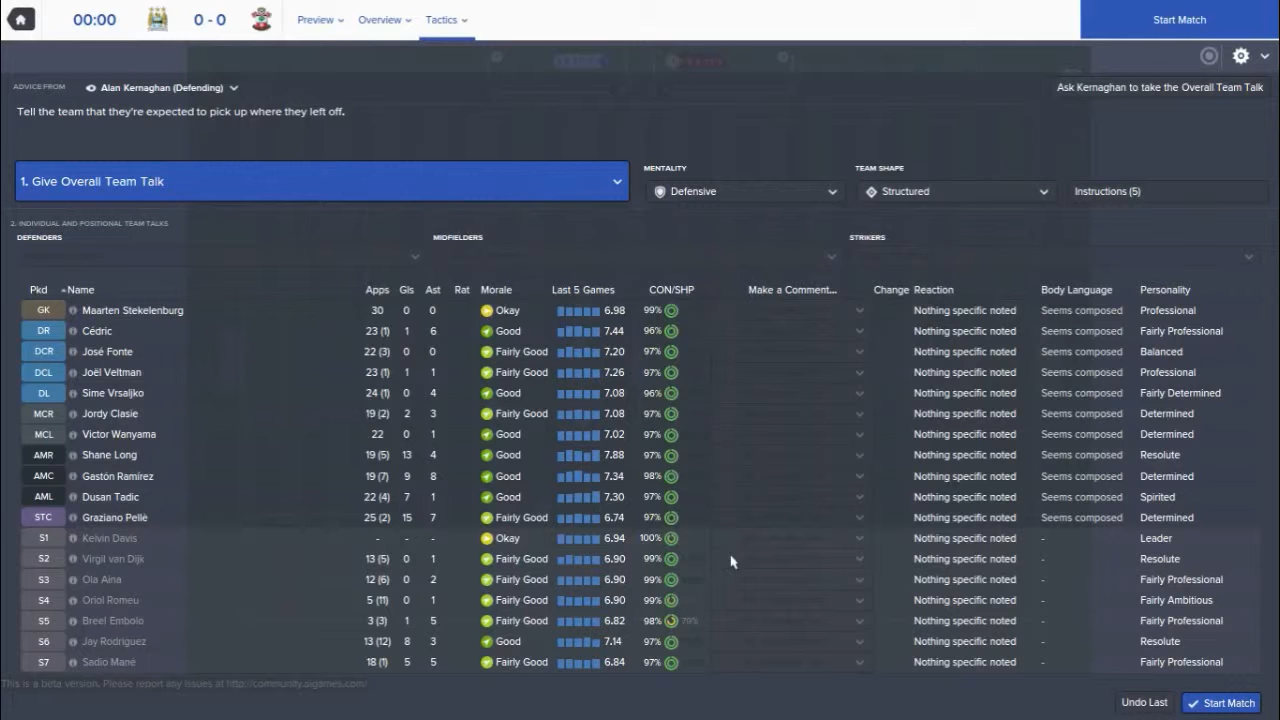 00:00 0 - 0 Preview Overview Tactics Start Match
ADVICE FROM Alan Kernaghan (Defending) Ask Kernaghan to take the Overall Team Talk
Tell the team that they're expected to pick up where they left off.
MENTALITY TEAM SHAPE
1. Give Overall Team Talk Defensive Structured Instructions (5)
2. INDIVIDUAL AND POSITIONAL TEAM TALKS
DEFENDERS MIDFIELDERS STRIKERS
Pkd Name Apps Gls Ast Rat Morale Last 5 Games CON/SHP Make a Comment... Change Reaction Body Language Personality
GK Maarten Stekelenburg 30 0 0 Okay 6.98 99% Nothing specific noted Seems composed Professional
DR Cédric 23 (1) 1 6 Good 7.44 96% Nothing specific noted Seems composed Fairly Professional
DCR José Fonte 22 (3) 0 0 Fairly Good 7.20 97% Nothing specific noted Seems composed Balanced
DCL Joël Veltman 23 (1) 1 1 Fairly Good 7.26 97% Nothing specific noted Seems composed Professional
DL Sime Vrsaljko 24 (1) 0 4 Good 7.08 96% Nothing specific noted Seems composed Fairly Determined
MCR Jordy Clasie 19 (2) 2 3 Fairly Good 7.08 97% Nothing specific noted Seems composed Determined
MCL Victor Wanyama 22 0 1 Good 7.02 97% Nothing specific noted Seems composed Determined
AMR Shane Long 19 (5) 13 4 Good 7.88 97% Nothing specific noted Seems composed Resolute
AMC Gastón Ramírez 19 (7) 9 8 Good 7.34 98% Nothing specific noted Seems composed Determined
AML Dusan Tadic 22 (4) 7 1 Good 7.30 97% Nothing specific noted Seems composed Spirited
STC Graziano Pellè 25 (2) 15 7 Fairly Good 6.74 97% Nothing specific noted Seems composed Determined
S1 Kelvin Davis - - - Okay 6.94 100% Nothing specific noted - Leader
S2 Virgil van Dijk 13 (5) 0 1 Fairly Good 6.90 99% Nothing specific noted - Resolute
S3 Ola Aina 12 (6) 0 2 Fairly Good 6.90 99% Nothing specific noted - Fairly Professional
S4 Oriol Romeu 5 (11) 0 1 Fairly Good 6.90 99% Nothing specific noted - Fairly Ambitious
S5 Breel Embolo 3 (3) 1 5 Fairly Good 6.82 98% 79% Nothing specific noted - Fairly Professional
S6 Jay Rodriguez 13 (12) 8 3 Good 7.14 97% Nothing specific noted - Resolute
S7 Sadio Mané 18 (1) 5 5 Fairly Good 6.84 97% Nothing specific noted - Fairly Professional
This is a beta version. Please report any issues at http://community.sigames.com/
Undo Last Start Match